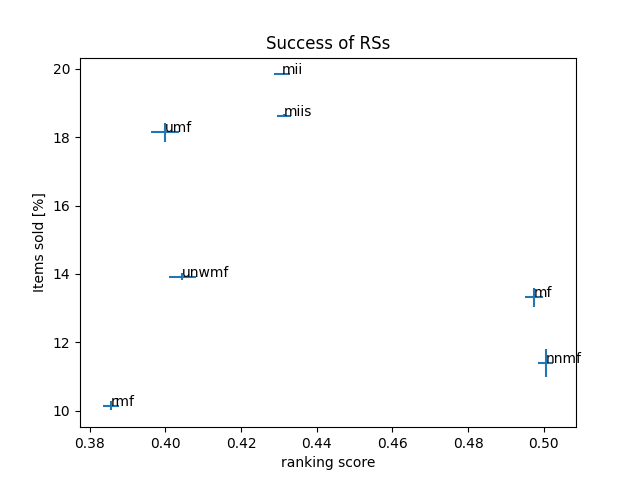 Success of RSs
20
18
16
14
12
10
Items sold [%]
mii
miis
umf
unwmf
mf
nnmf
rmf
0.38 0.40 0.42 0.44 0.46 0.48 0.50
ranking score